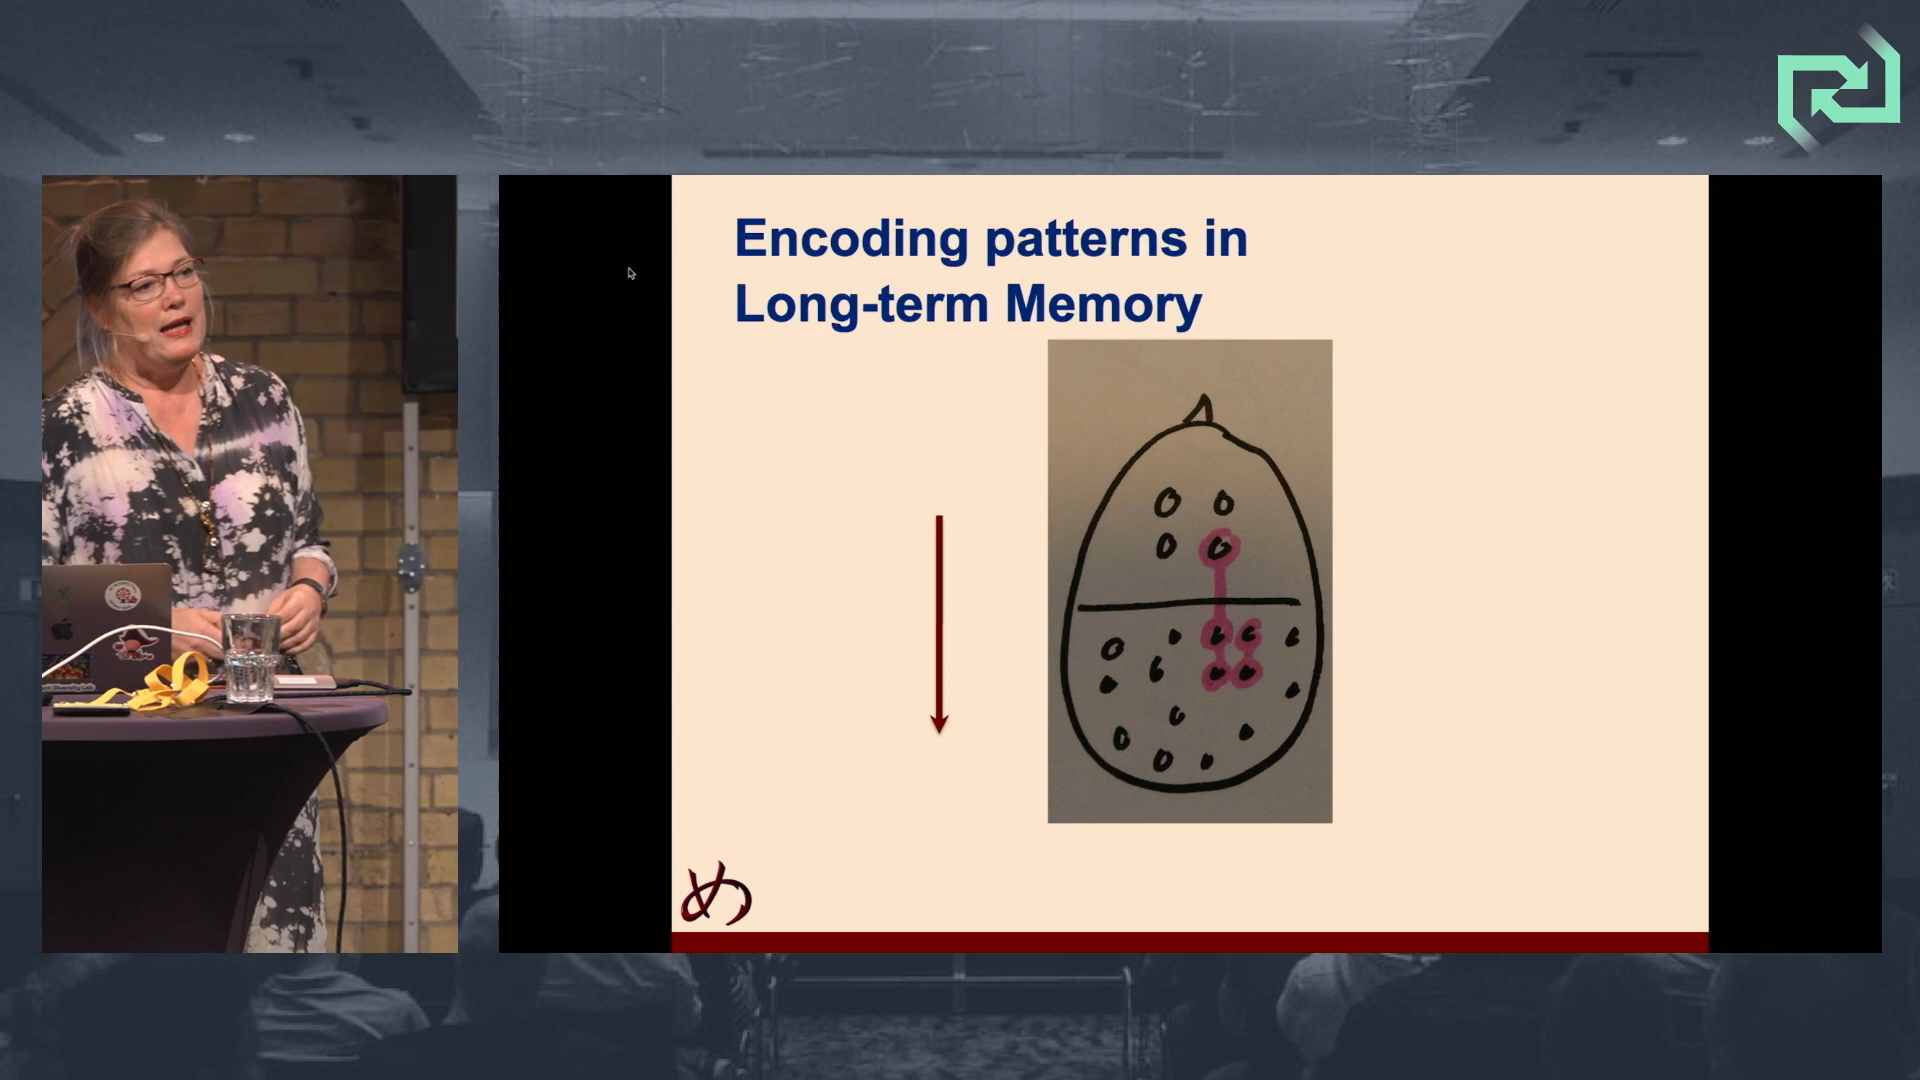 Encoding patterns in
Long-term Memory
め